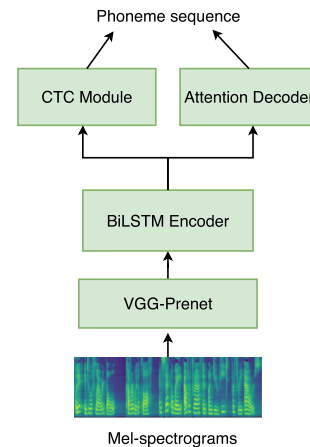 Phoneme sequence
CTC Module
Attention Decoder
BiLSTM Encoder
VGG-Prenet
Mel-spectrograms